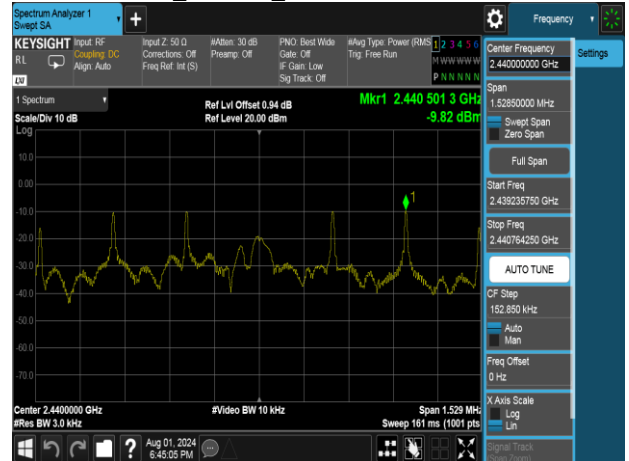 Spectrum Analyzer 1
Swept SA
+
Frequency
KEYSIGHT
RL
LXI
Input: RF
Coupling: DC
Align: Auto
Input Z: 50 Ω
Corrections: Off
Freq Ref: Int (S)
#Atten: 30 dB
Preamp: Off
PNO: Best Wide
Gate: Off
IF Gain: Low
Sig Track: Off
#Avg Type: Power (RMS
Trig: Free Run
1 2 3 4 5 6
M W W W W W
P N N N N N
Center Frequency
2.440000000 GHz
Settings
Span
1.52850000 MHz
Swept Span
Zero Span
Full Span
Start Freq
2.439235750 GHz
Stop Freq
2.440764250 GHz
AUTO TUNE
CF Step
152.850 kHz
Auto
Man
Freq Offset
0 Hz
X Axis Scale
Log
Lin
Signal Track
(Span Zoom)
1 Spectrum
Scale/Div 10 dB
Log
Ref Lvl Offset 0.94 dB
Ref Level 20.00 dBm
Mkr1 2.440 501 3 GHz
-9.82 dBm
1
10.0
0.00
-10.0
-20.0
-30.0
-40.0
-50.0
-60.0
-70.0
Center 2.4400000 GHz
#Res BW 3.0 kHz
#Video BW 10 kHz
Span 1.529 MHz
Sweep 161 ms (1001 pts
?
Aug 01, 2024
6:45:05 PM